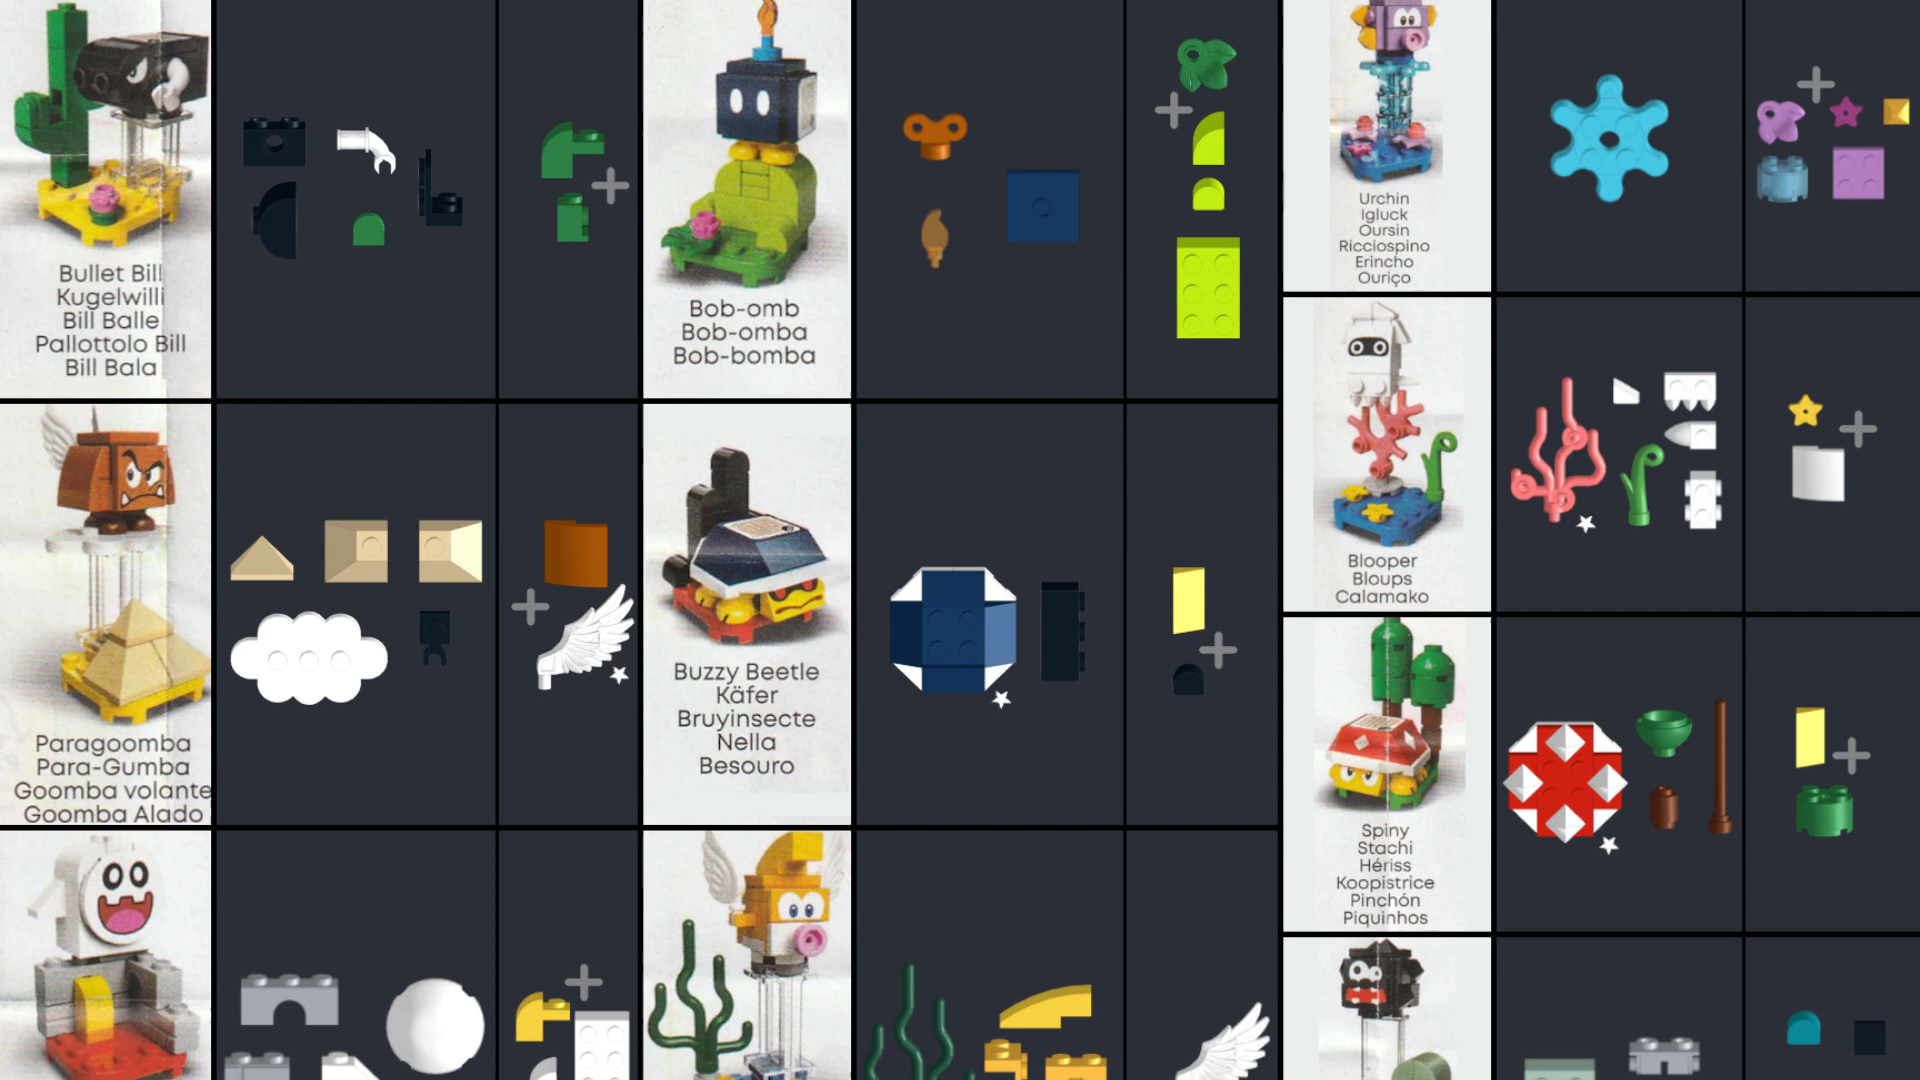 Bullet Bill
Kugelwilli
Bill Balle
Pallottolo Bill
Bill Bala
Bob-omb
Bob-omba
Bob-bomba
Urchin
Igluck
Oursin
Ricciospino
Erincho
Ouriço
Paragoomba
Para-Gumba
Goomba volante
Goomba Alado
Buzzy Beetle
Käfer
Bruyinsecte
Nella
Besouro
Blooper
Bloups
Calamako
Spiny
Stachi
Hériss
Koopistrice
Pinchón
Piquinhos